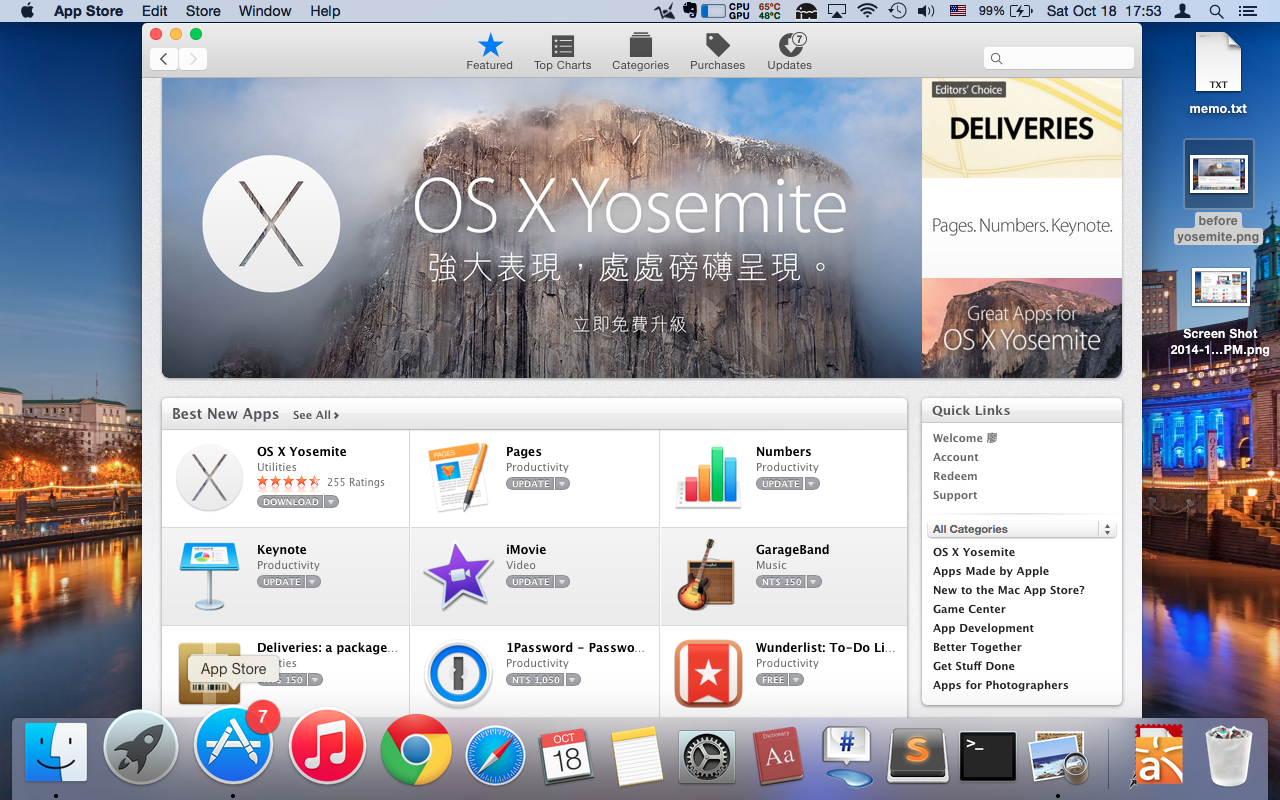 App Store Edit Store Window Help
CPU 65°C
GPU 48°C
99%
Sat Oct 18 17:53
Featured
Top Charts
Categories
Purchases
7
Updates
TXT
memo.txt
before
yosemite.png
Screen Shot
2014-1...PM.png
OS X Yosemite
強大表現，處處磅礴呈現。
立即免費升級
Editors' Choice
DELIVERIES
Pages. Numbers. Keynote.
Great Apps for
OS X Yosemite
Best New Apps See All ›
OS X Yosemite
Utilities
255 Ratings
DOWNLOAD
Pages
Productivity
UPDATE
Numbers
Productivity
UPDATE
Keynote
Productivity
UPDATE
iMovie
Video
UPDATE
GarageBand
Music
NT$ 150
Deliveries: a package...
150
1Password - Passwo...
Productivity
NT$ 1,050
Wunderlist: To-Do Li...
Productivity
FREE
Quick Links
Welcome 廖
Account
Redeem
Support
All Categories
OS X Yosemite
Apps Made by Apple
New to the Mac App Store?
Game Center
App Development
Better Together
Get Stuff Done
Apps for Photographers
App Store
PAGES
7
OCT
18
Dictionary
Aa
#
S
>_
a